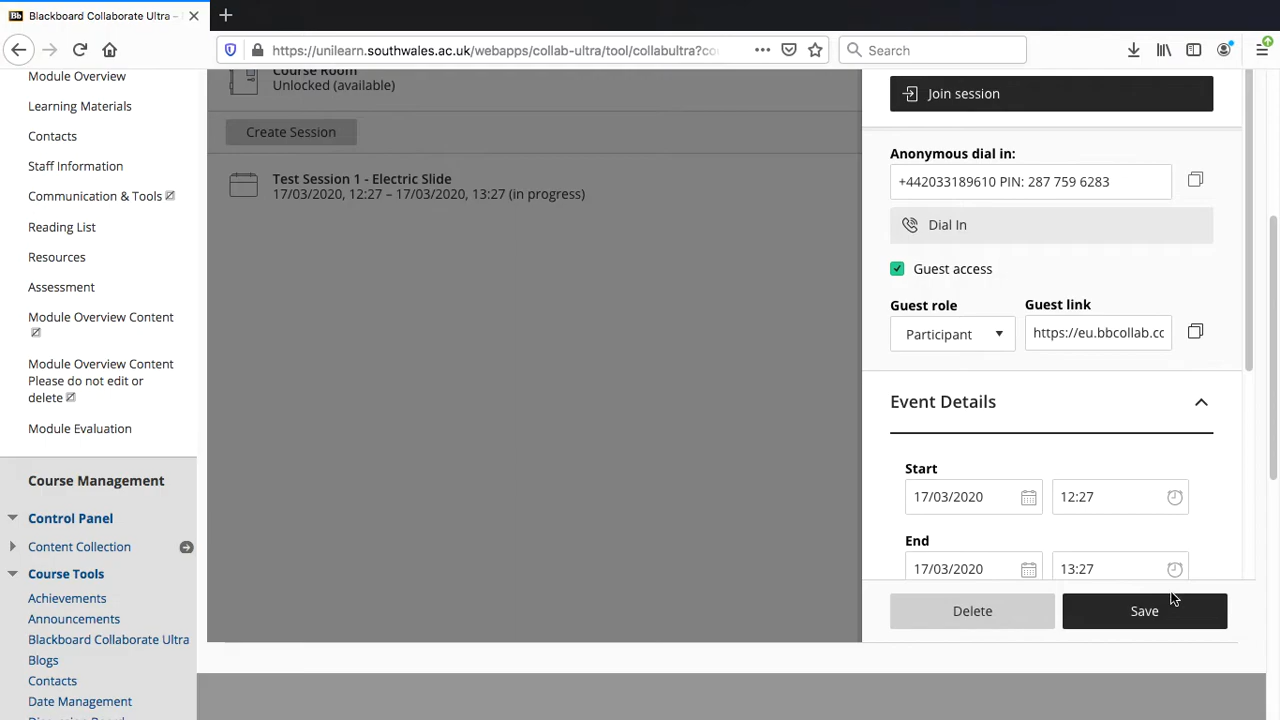 Bb Blackboard Collaborate Ultra –
https://unilearn.southwales.ac.uk/webapps/collab-ultra/tool/collabultra?co
Search
Module Overview
Learning Materials
Contacts
Staff Information
Communication & Tools
Reading List
Resources
Assessment
Module Overview Content
Module Overview Content
Please do not edit or
delete
Module Evaluation
Course Management
Control Panel
Content Collection
Course Tools
Achievements
Announcements
Blackboard Collaborate Ultra
Blogs
Contacts
Date Management
Discussion Board
Course Room
Unlocked (available)
Create Session
Test Session 1 - Electric Slide
17/03/2020, 12:27 – 17/03/2020, 13:27 (in progress)
Join session
Anonymous dial in:
+442033189610 PIN: 287 759 6283
Dial In
Guest access
Guest role
Guest link
Participant
https://eu.bbcollab.cc
Event Details
Start
17/03/2020
12:27
End
17/03/2020
13:27
Delete
Save